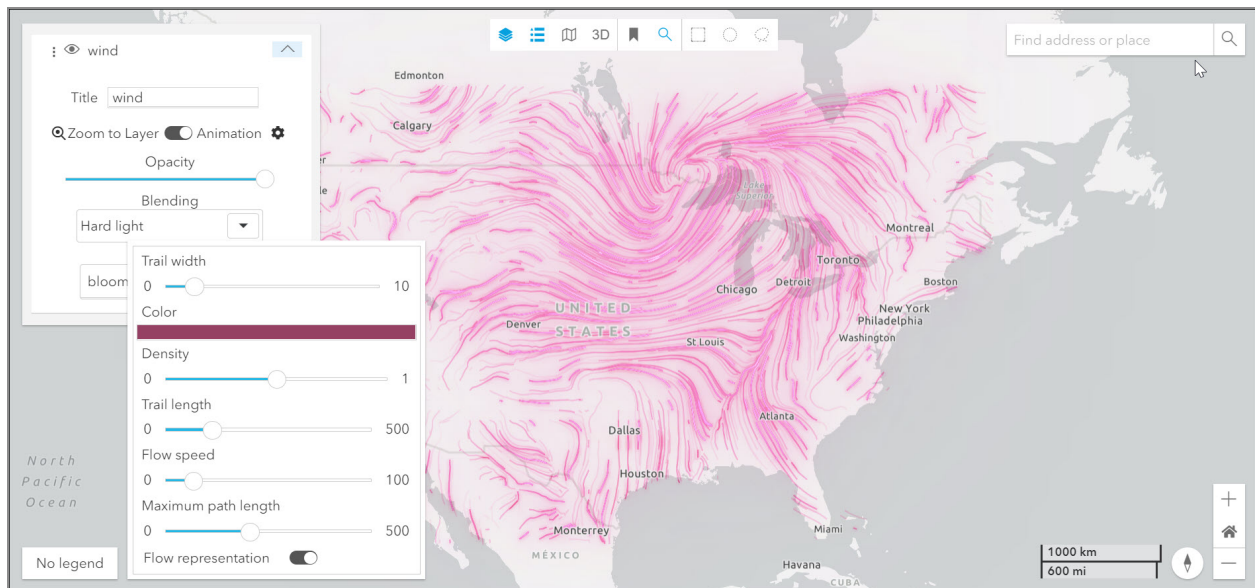 wind
Title wind
Zoom to Layer Animation
Opacity
Blending
Hard light
bloom
Trail width
0 10
Color
Density
0 1
Trail length
0 500
Flow speed
0 100
Maximum path length
0 500
Flow representation
No legend
3D
Find address or place
Edmonton
Calgary
Lake
Superior
Montreal
Toronto
Detroit
Boston
Chicago
New York
Philadelphia
UNITED
STATES
Denver
St Louis
Washington
Atlanta
Dallas
Houston
Monterrey
MÉXICO
Miami
Havana
CUBA
North
Pacific
Ocean
1000 km
600 mi